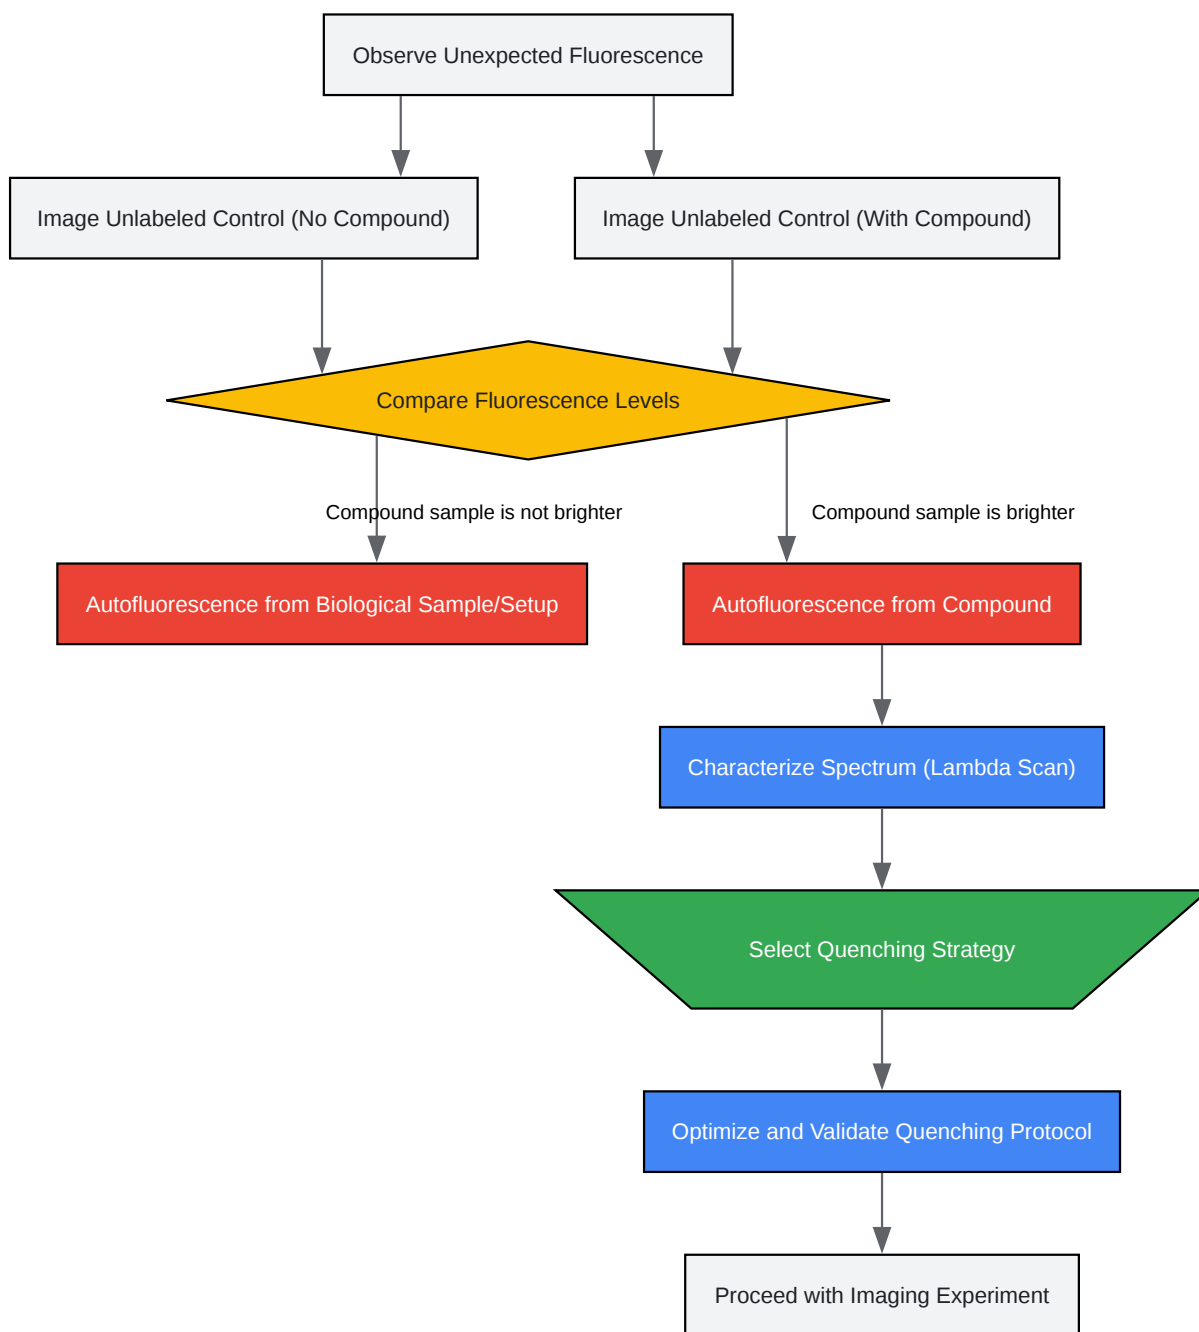 Observe Unexpected Fluorescence
Image Unlabeled Control (No Compound)
Image Unlabeled Control (With Compound)
Compare Fluorescence Levels
Compound sample is not brighter
Compound sample is brighter
Autofluorescence from Biological Sample/Setup
Autofluorescence from Compound
Characterize Spectrum (Lambda Scan)
Select Quenching Strategy
Optimize and Validate Quenching Protocol
Proceed with Imaging Experiment